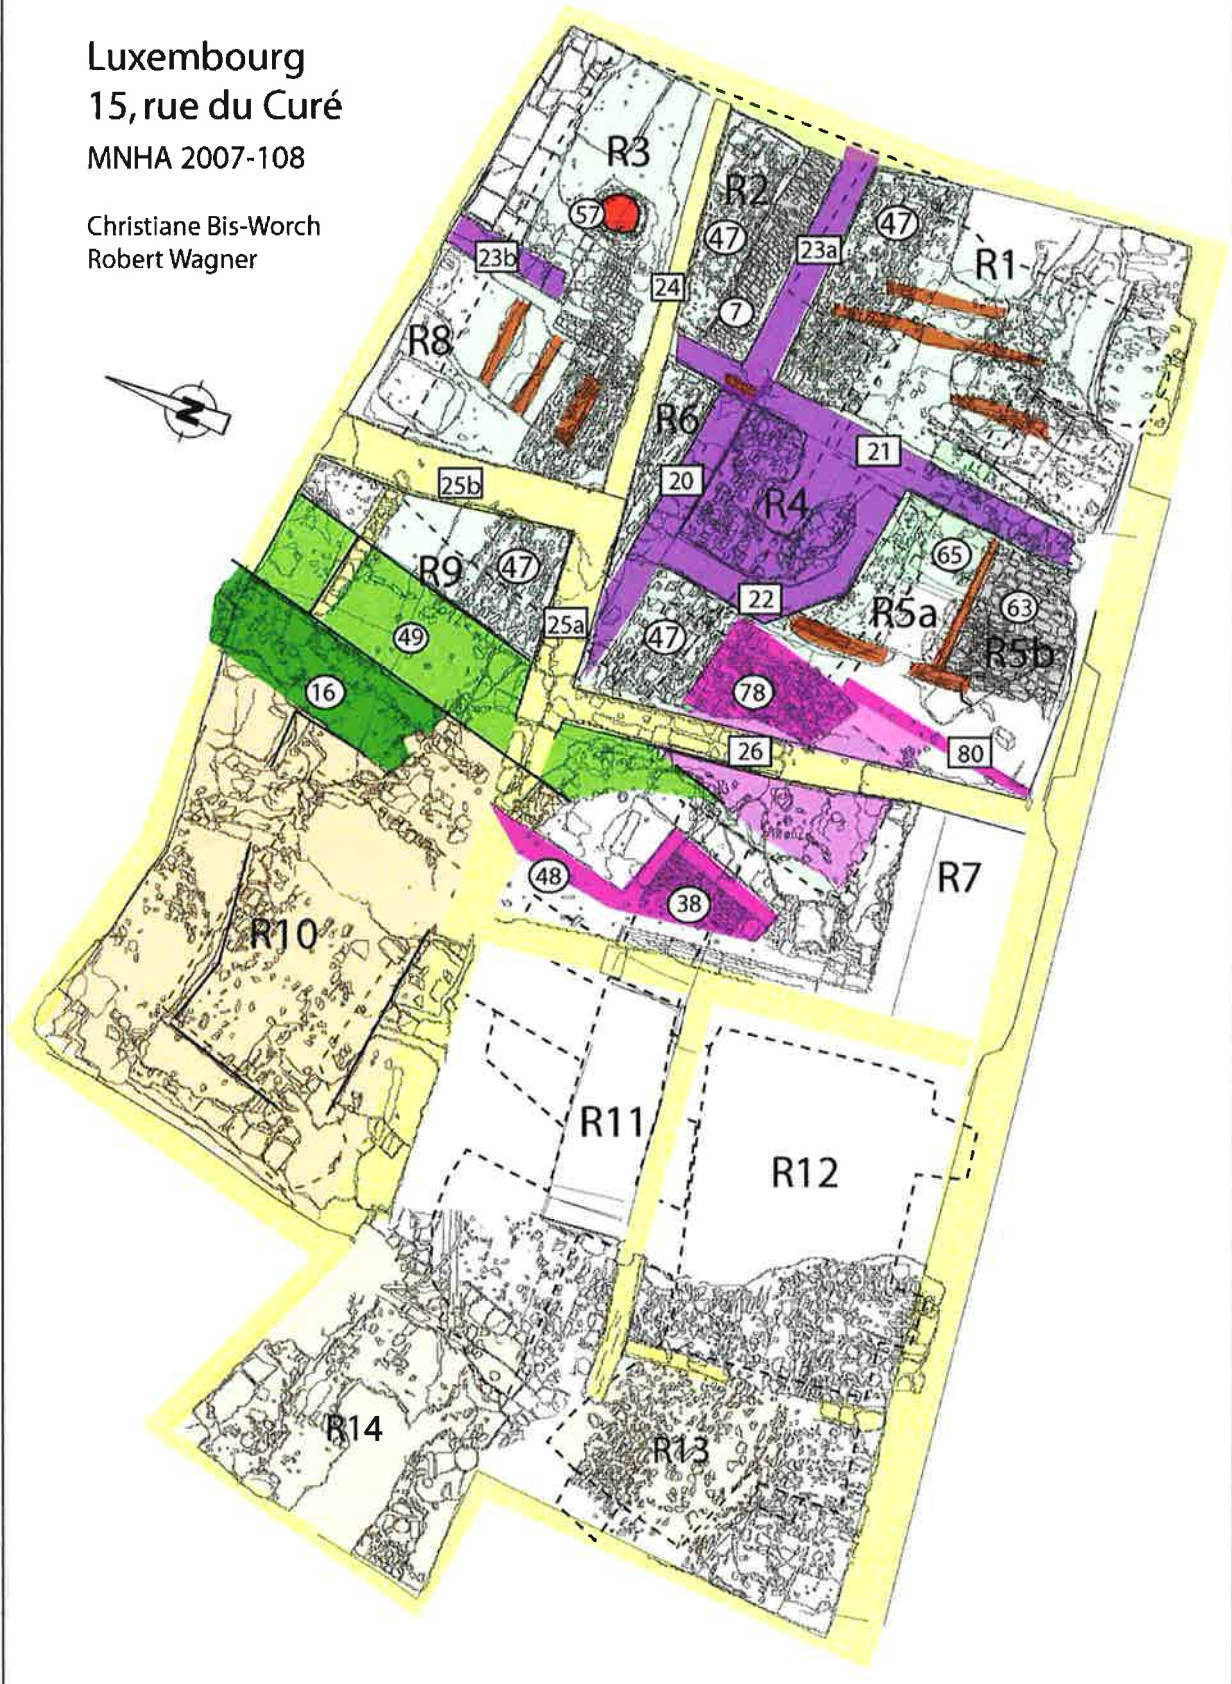 Luxembourg
15, rue du Curé
MNHA 2007-108
Christiane Bis-Worch
Robert Wagner
R3
R2
57
47
23a
47
23b
R1
24
7
R8
R6
21
20
25b
R4
N
R9
47
65
22
63
R5a
49
25a
47
R5b
16
78
26
80
R7
48
38
R10
R11
R12
R14
R13